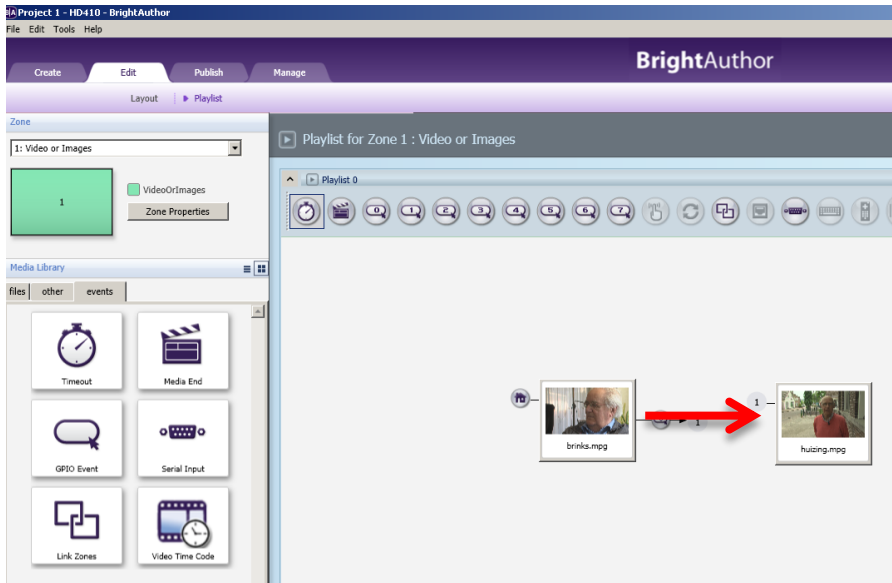 Project 1 - HD410 - BrightAuthor
File Edit Tools Help
BrightAuthor
Create Edit Publish Manage
Layout Playlist
Zone
1: Video or Images
1
VideoOrImages
Zone Properties
Media Library
files other events
Timeout
Media End
GPIO Event
Serial Input
Link Zones
Video Time Code
Playlist for Zone 1 : Video or Images
Playlist 0
0 1 2 3 4 5 6 7
brinks.mpg
1
1
huizing.mpg